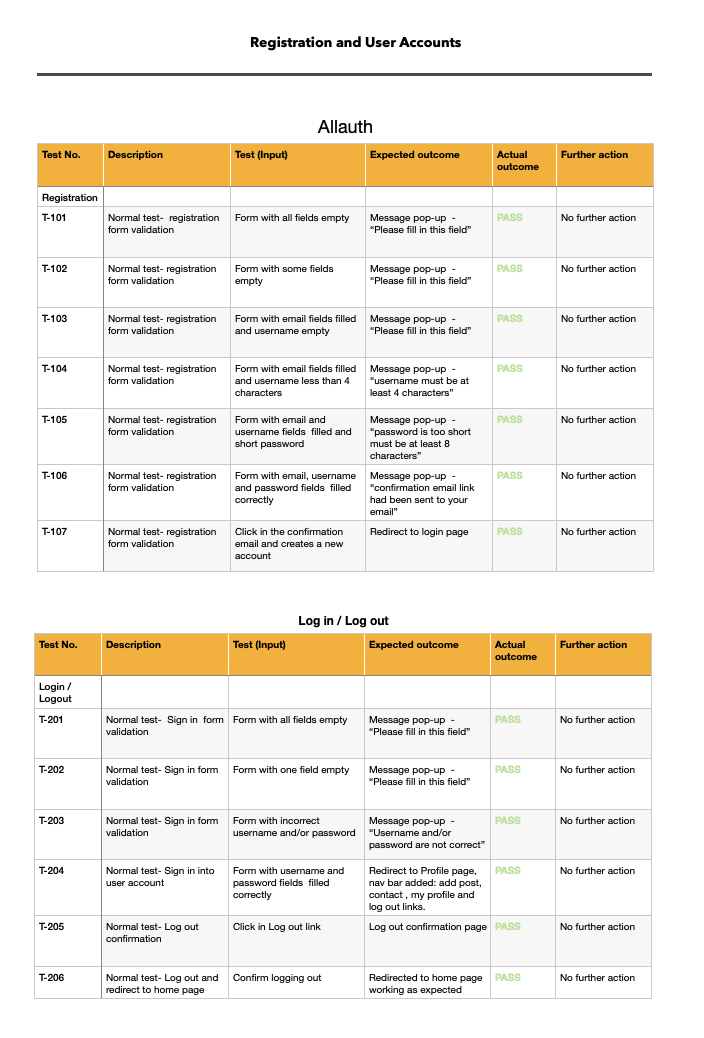 Registration and User Accounts
Allauth
Test No. Description Test (Input) Expected outcome Actual outcome Further action
Registration
T-101 Normal test-  registration form validation Form with all fields empty Message pop-up  - “Please fill in this field” PASS No further action
T-102 Normal test- registration form validation Form with some fields empty Message pop-up  - “Please fill in this field” PASS No further action
T-103 Normal test- registration form validation Form with email fields filled and username empty Message pop-up  - “Please fill in this field” PASS No further action
T-104 Normal test- registration form validation Form with email fields filled and username less than 4 characters Message pop-up  - “username must be at least 4 characters” PASS No further action
T-105 Normal test- registration form validation Form with email and username fields  filled and short password Message pop-up  - “password is too short must be at least 8 characters” PASS No further action
T-106 Normal test- registration form validation Form with email, username and password fields  filled correctly Message pop-up  - “confirmation email link had been sent to your email” PASS No further action
T-107 Normal test- registration form validation Click in the confirmation email and creates a new account Redirect to login page PASS No further action
Log in / Log out
Test No. Description Test (Input) Expected outcome Actual outcome Further action
Login / Logout
T-201 Normal test-  Sign in  form validation Form with all fields empty Message pop-up  - “Please fill in this field” PASS No further action
T-202 Normal test- Sign in form validation Form with one field empty Message pop-up  - “Please fill in this field” PASS No further action
T-203 Normal test- Sign in form validation Form with incorrect username and/or password Message pop-up  - “Username and/or password are not correct” PASS No further action
T-204 Normal test- Sign in into user account Form with username and password fields  filled correctly Redirect to Profile page, nav bar added: add post, contact , my profile and log out links. PASS No further action
T-205 Normal test- Log out confirmation Click in Log out link Log out confirmation page PASS No further action
T-206 Normal test- Log out and redirect to home page Confirm logging out Redirected to home page working as expected PASS No further action